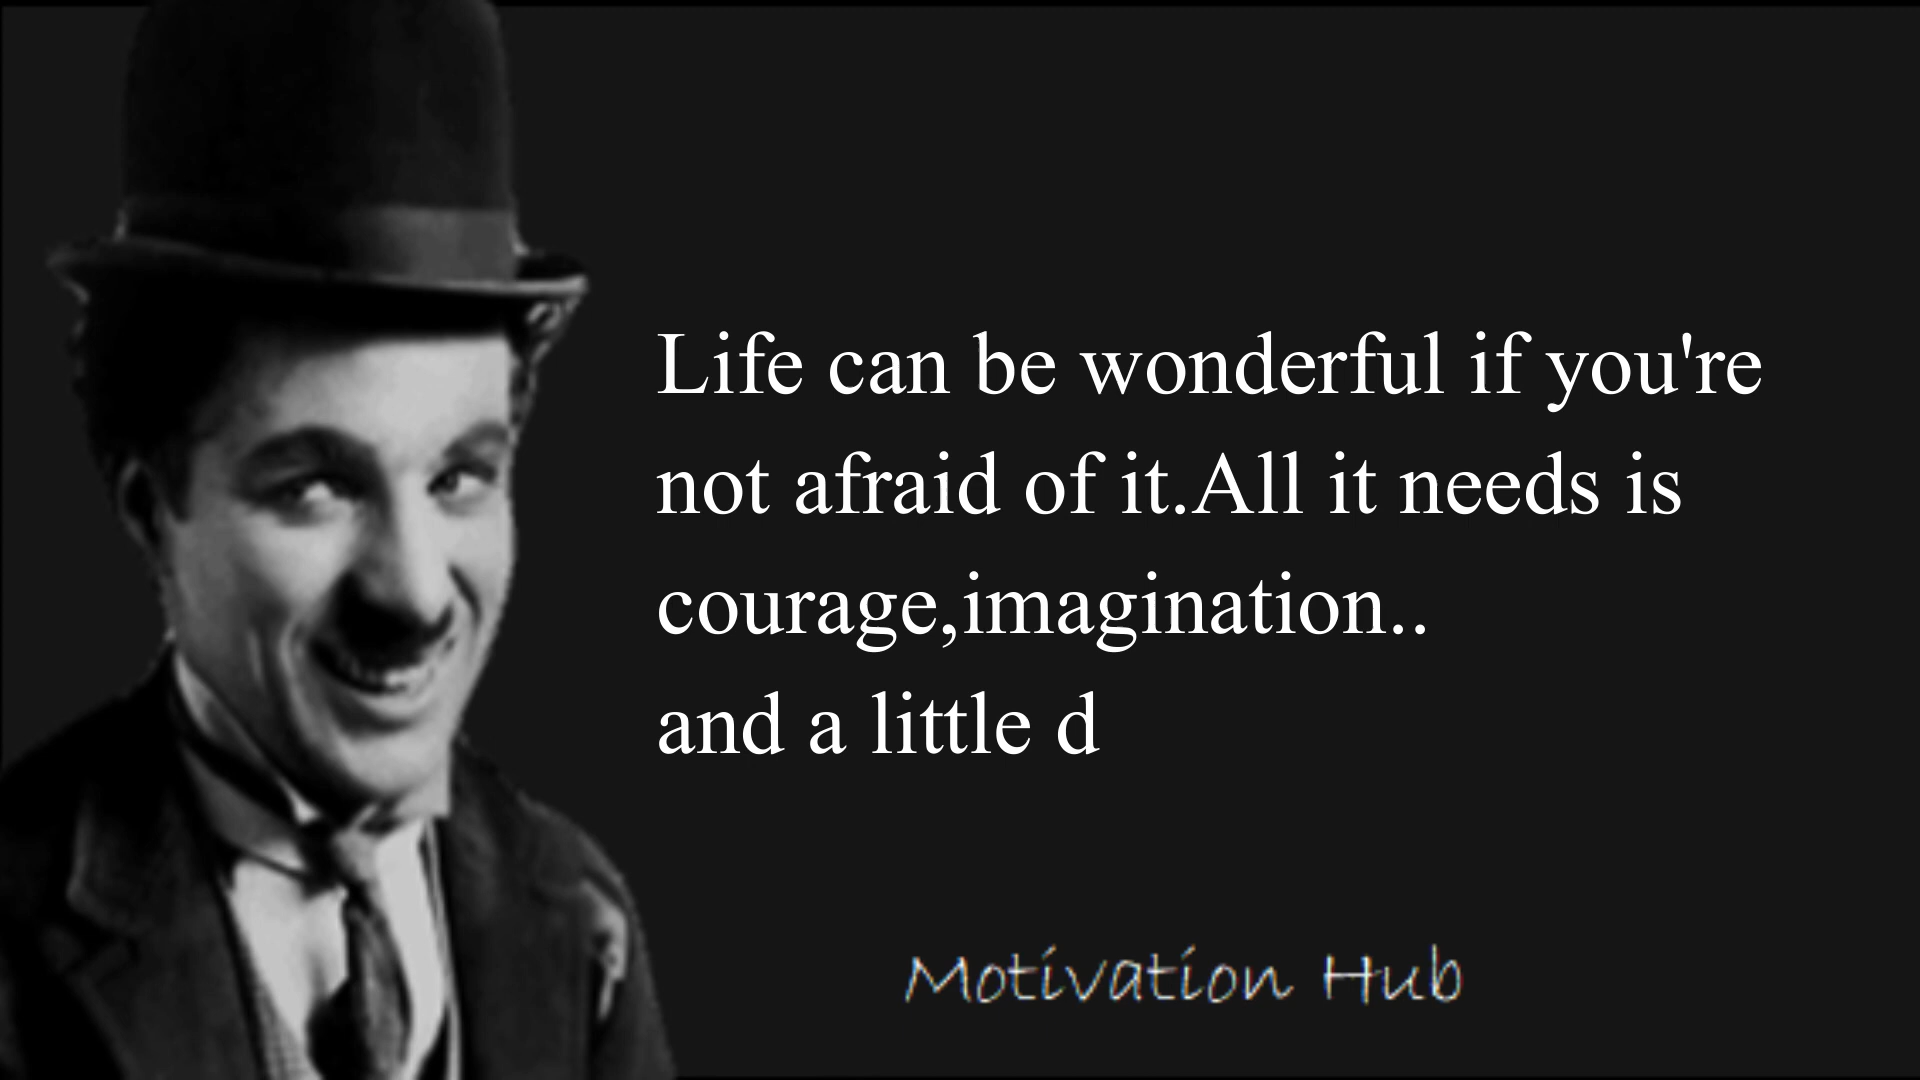 Life can be wonderful if you're
not afraid of it.All it needs is
courage,imagination..
and a little d
Motivation Hub